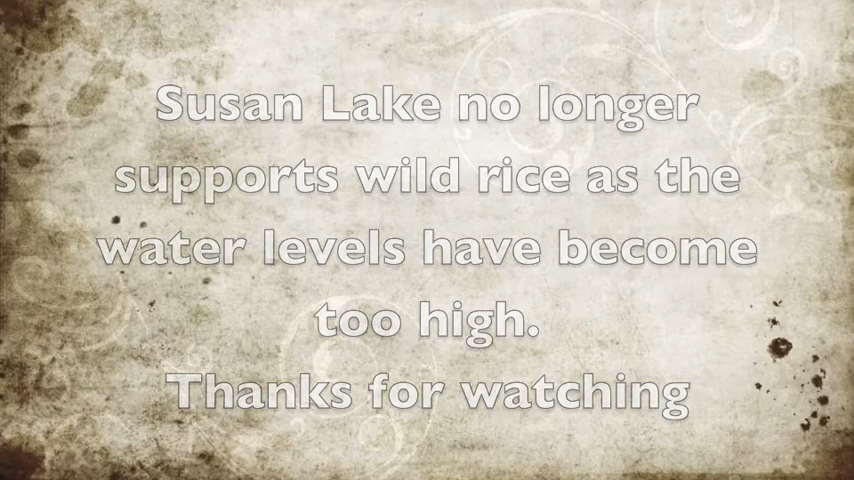 Susan Lake no longer
supports wild rice as the
water levels have become
too high.
Thanks for watching